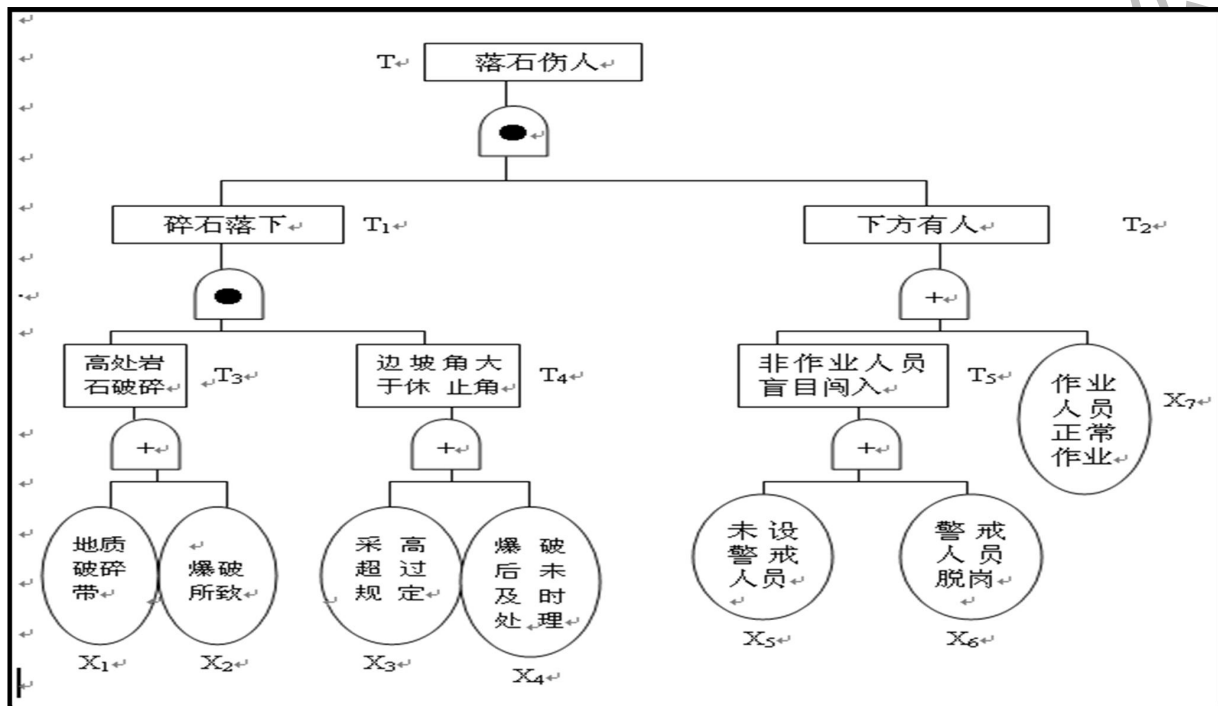 T
落石伤人
碎石落下
T1
下方有人
T2
+
高处岩
石破碎
T3
边坡角大
于休 止角
T4
非作业人员
盲目闯入
T5
作业
人员
正常
作业
X7
+
+
+
地质
破碎
带
爆破
所致
采 高
超 过
规 定
爆 破
后 未
及 时
处 理
未 设
警 戒
人 员
警 戒
人 员
脱 岗
X1
X2
X3
X4
X5
X6